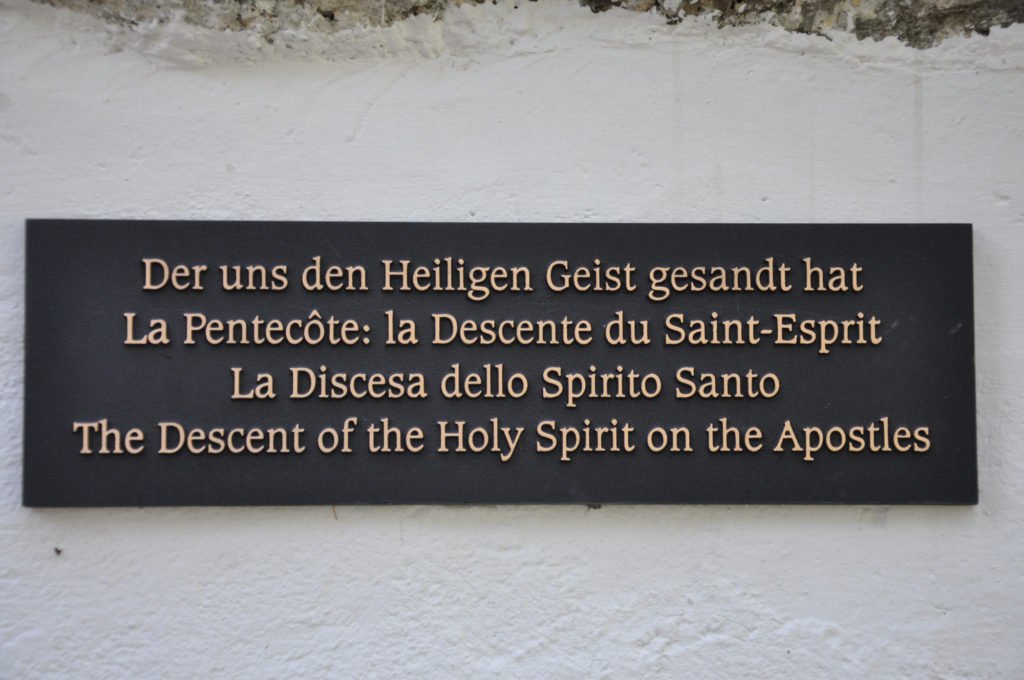 Der uns den Heiligen Geist gesandt hat
La Pentecôte: la Descente du Saint-Esprit
La Discesa dello Spirito Santo
The Descent of the Holy Spirit on the Apostles